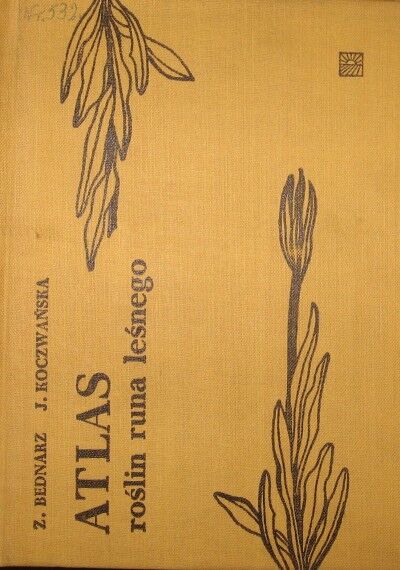 Z. BEDNARZ J. KOCZWAŃSKA
ATLAS
roślin runa leśnego